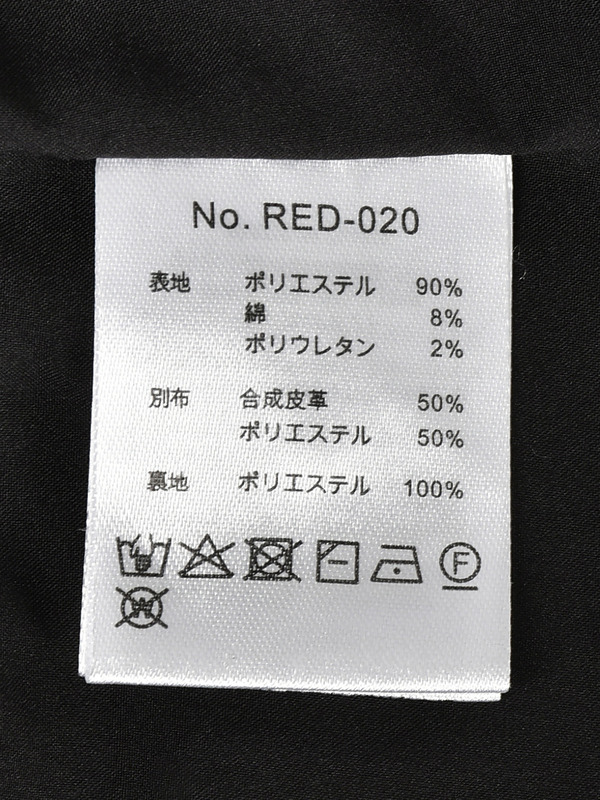 No. RED-020
表地 ポリエステル 90%
綿 8%
ポリウレタン 2%
別布 合成皮革 50%
ポリエステル 50%
裏地 ポリエステル 100%
F
W